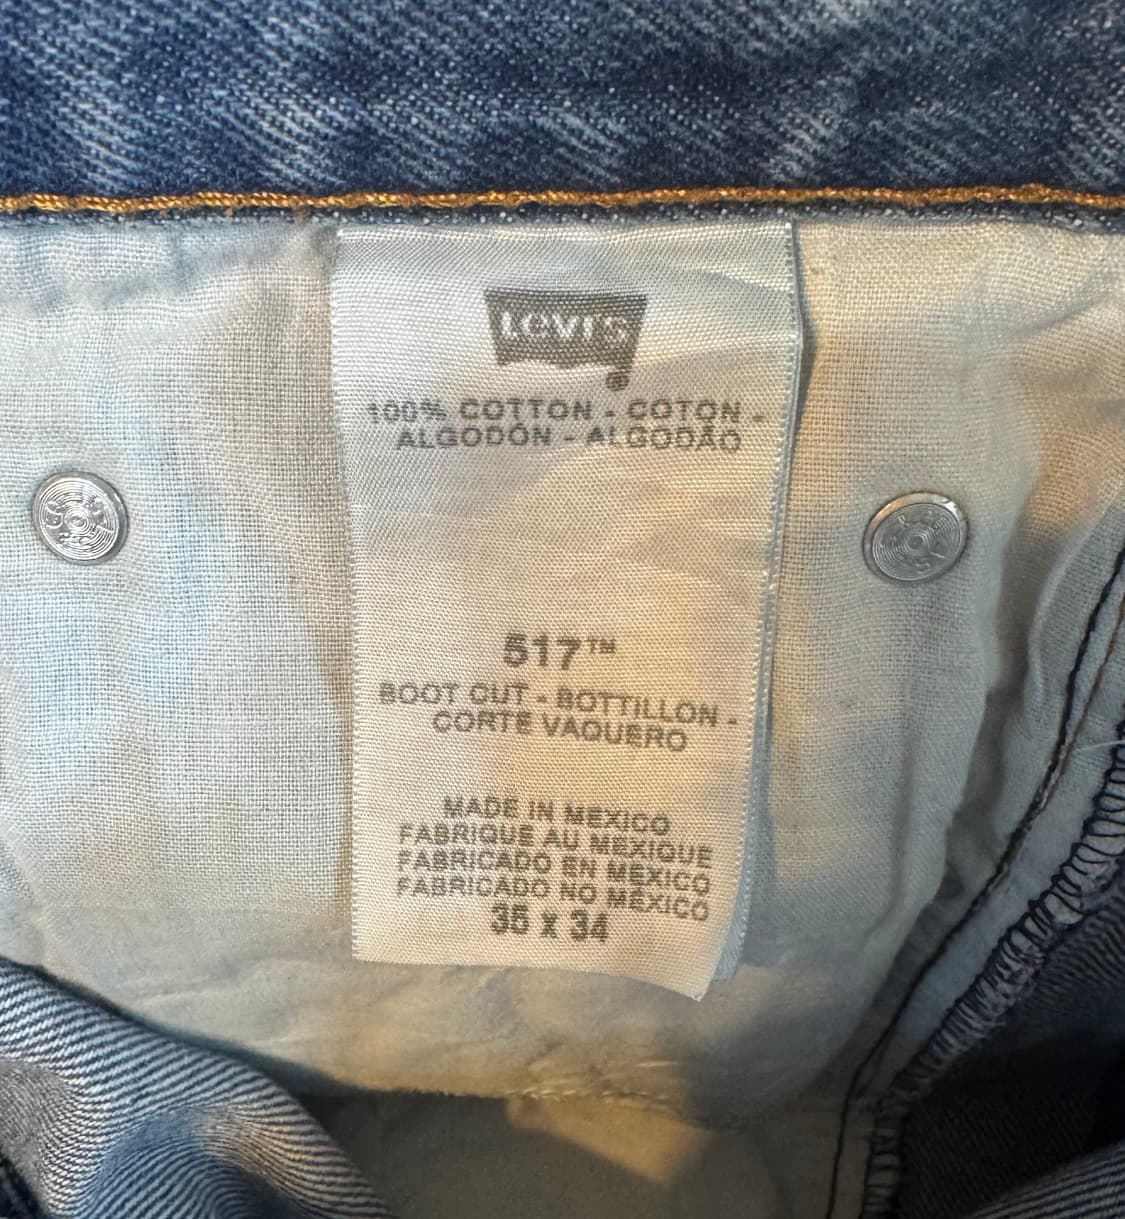 LEVI'S
®
100% COTTON - COTON -
ALGODÓN - ALGODÃO
517™
BOOT CUT - BOTTILLON -
CORTE VAQUERO
MADE IN MEXICO
FABRIQUE AU MEXIQUE
FABRICADO EN MEXICO
FABRICADO NO MÉXICO
35 x 34